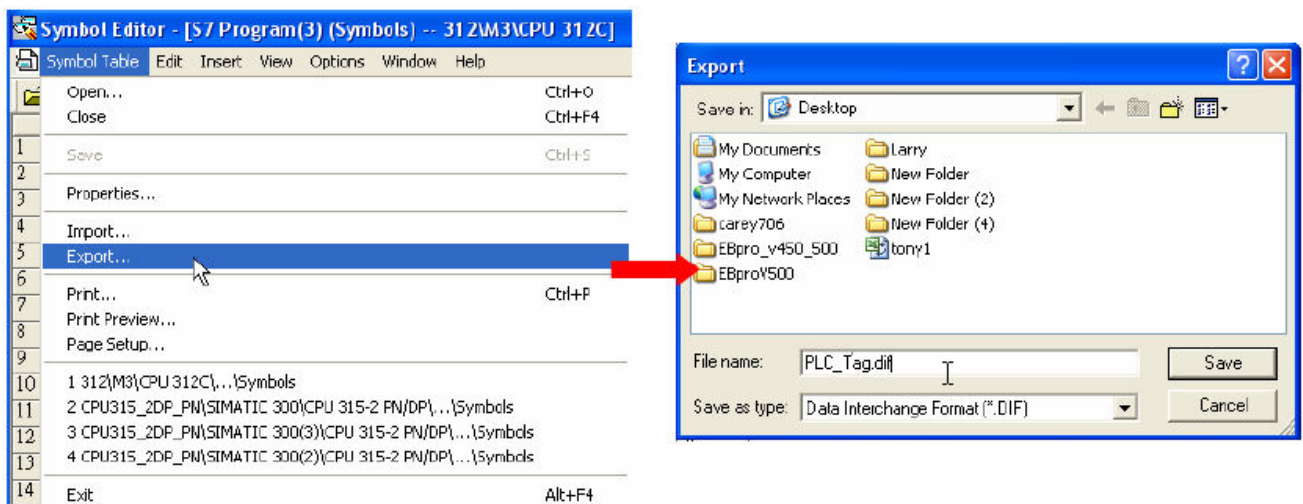 Symbol Editor - [S7 Program(3) (Symbols) -- 312\M3\CPU 312C]
Symbol Table Edit Insert View Options Window Help
Open... Ctrl+O
Close Ctrl+F4
1
Save Ctrl+S
2
Properties...
3
4
Import...
5
Export...
6
Print... Ctrl+P
7
Print Preview...
8
Page Setup...
9
10 1 312\M3\CPU 312C\...\Symbols
11 2 CPU315_2DP_PN\SIMATIC 300\CPU 315-2 PN/DP\...\Symbols
12 3 CPU315_2DP_PN\SIMATIC 300(3)\CPU 315-2 PN/DP\...\Symbols
13 4 CPU315_2DP_PN\SIMATIC 300(2)\CPU 315-2 PN/DP\...\Symbols
14 Exit Alt+F4
Export
Save in: Desktop
My Documents Larry
My Computer New Folder
My Network Places New Folder (2)
carey706 New Folder (4)
EBpro_v450_500 tony1
EBproV500
File name: PLC_Tag.dif Save
Save as type: Data Interchange Format (*.DIF) Cancel